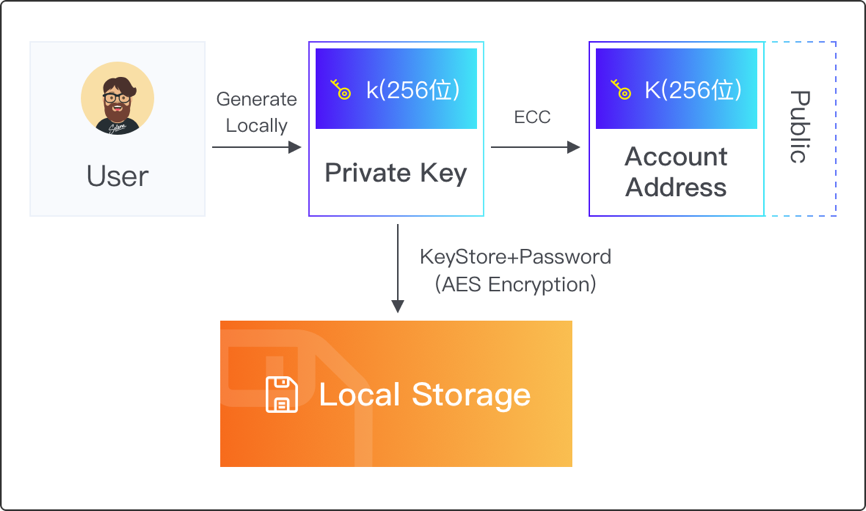 User
Generate
Locally
k(256位)
Private Key
ECC
K(256位)
Account
Address
Public
KeyStore+Password
(AES Encryption)
Local Storage